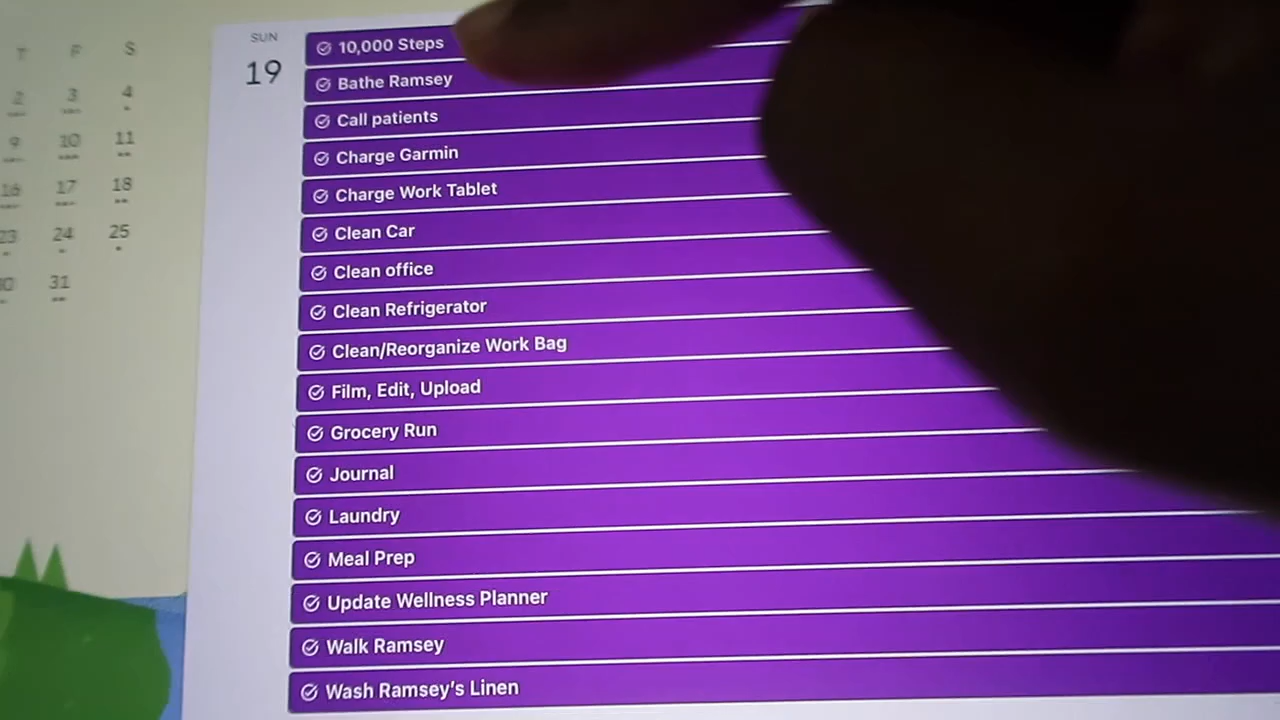 T F S
2 3 4
9 10 11
16 17 18
23 24 25
31
SUN
19
10,000 Steps
Bathe Ramsey
Call patients
Charge Garmin
Charge Work Tablet
Clean Car
Clean office
Clean Refrigerator
Clean/Reorganize Work Bag
Film, Edit, Upload
Grocery Run
Journal
Laundry
Meal Prep
Update Wellness Planner
Walk Ramsey
Wash Ramsey's Linen